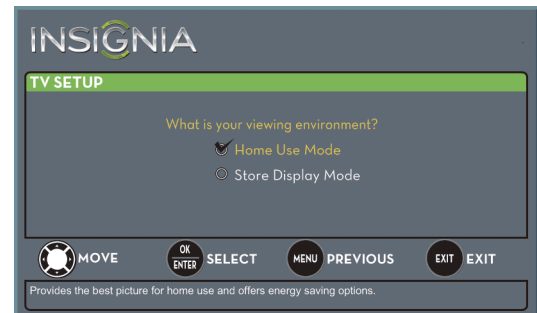 INSIGNIA
TV SETUP
What is your viewing environment?
Home Use Mode
Store Display Mode
MOVE OK ENTER SELECT MENU PREVIOUS EXIT EXIT
Provides the best picture for home use and offers energy saving options.